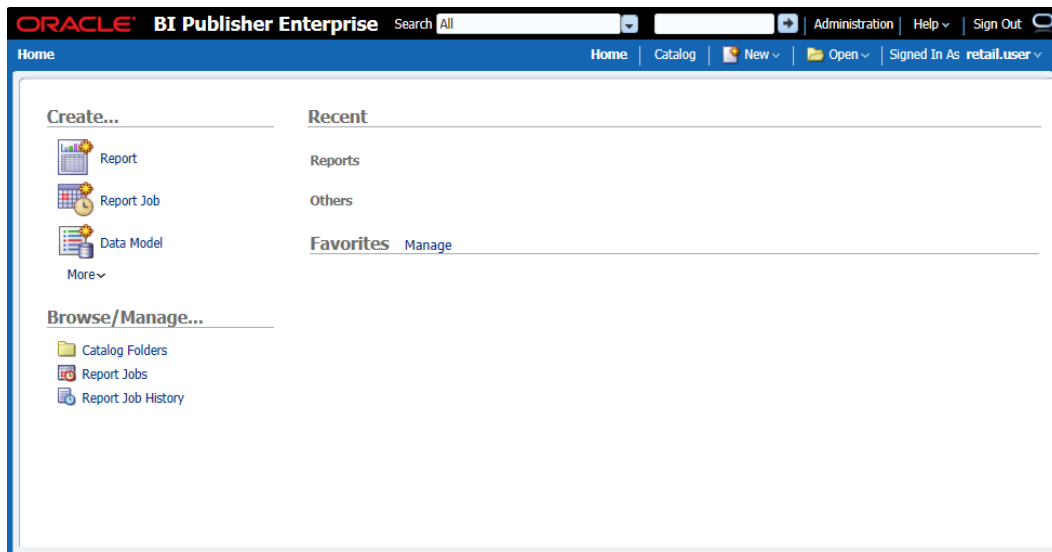 ORACLE® BI Publisher Enterprise Search All Administration Help Sign Out
Home Home Catalog New Open Signed In As retail.user
Create...
Report
Report Job
Data Model
More
Browse/Manage...
Catalog Folders
Report Jobs
Report Job History
Recent
Reports
Others
Favorites Manage